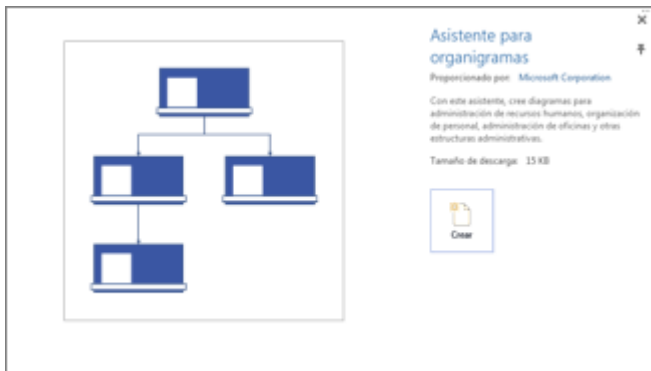 Asistente para
organigramas
Proporcionado por: Microsoft Corporation
Con este asistente, cree diagramas para
administración de recursos humanos, organización
de personal, administración de oficinas y otras
estructuras administrativas.
Tamaño de descarga: 15 KB
Crear